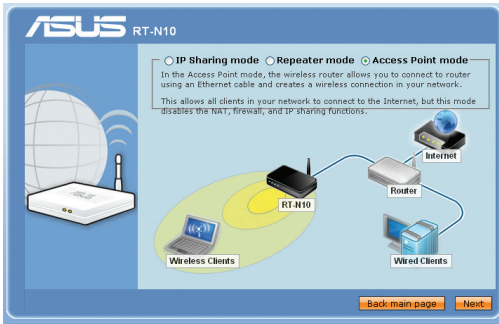 ASUS RT-N10
IP Sharing mode Repeater mode Access Point mode
In the Access Point mode, the wireless router allows you to connect to router
using an Ethernet cable and creates a wireless connection in your network.
This allows all clients in your network to connect to the Internet, but this mode
disables the NAT, firewall, and IP sharing functions.
Internet
Router
RT-N10
Wireless Clients
Wired Clients
Back main page Next